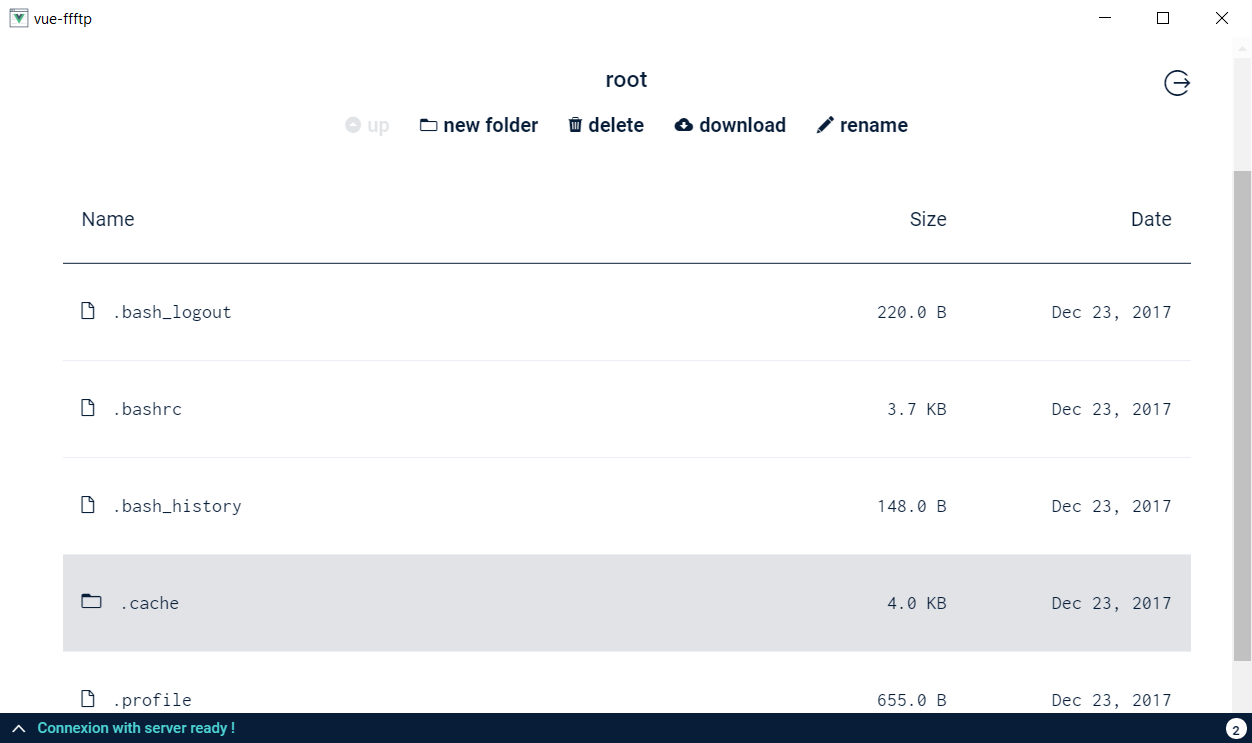 vue-ffftp
root
up new folder delete download rename
Name Size Date
.bash_logout 220.0 B Dec 23, 2017
.bashrc 3.7 KB Dec 23, 2017
.bash_history 148.0 B Dec 23, 2017
.cache 4.0 KB Dec 23, 2017
.profile 655.0 B Dec 23, 2017
Connexion with server ready ! 2